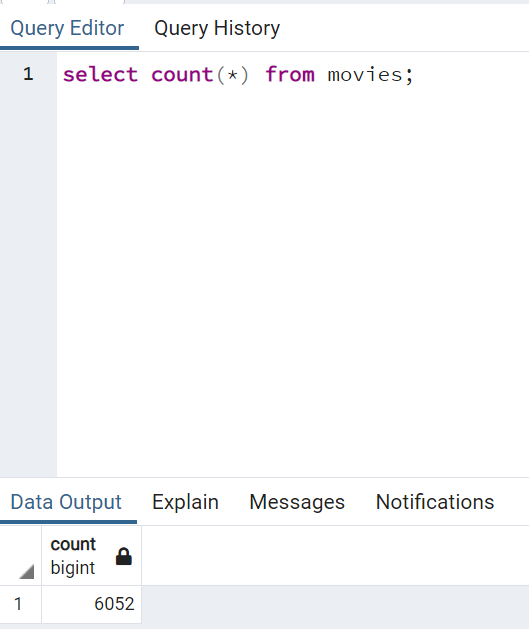 Query Editor Query History
1 select count(*) from movies;
Data Output Explain Messages Notifications
count
bigint
1 6052